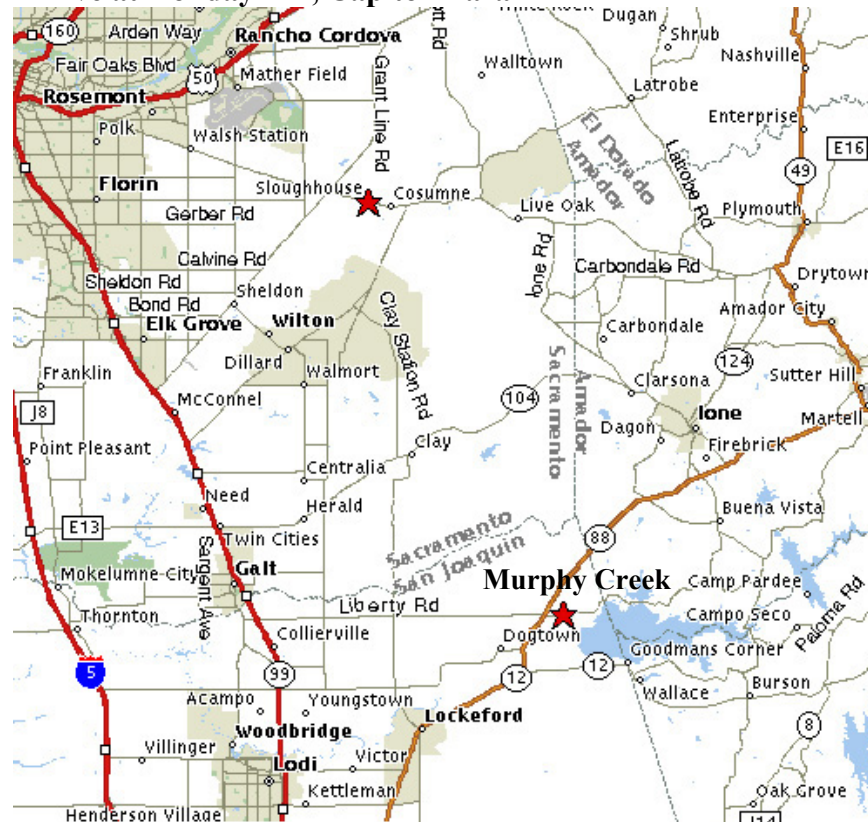 160
Arden Way
Rancho Cordova
Dugan
Shrub
Nashville
Walltown
Fair Oaks Blvd
50
Mather Field
Grant Line Rd
Latrobe
Rosemont
Enterprise
Polk
Walsh Station
El Dorado
Amador
Latrobe Rd
E16
49
Florin
Sloughhouse
Cosumne
Live Oak
Plymouth
Gerber Rd
Calvine Rd
Ione Rd
Carbondale Rd
Drytown
Sheldon Rd
Sheldon
Bond Rd
Elk Grove
Wilton
Clay Station Rd
Amador City
Carbondale
Dillard
Walmort
Sacramento
Amador
124
Franklin
Clarsona
Sutter Hill
J8
McConnel
104
Ione
Martell
Point Pleasant
Clay
Dagon
Firebrick
Centralia
Need
Herald
Buena Vista
E13
Twin Cities
Sacramento
San Joaquin
88
Sargent Ave
Galt
Murphy Creek
Camp Pardee
Mokelumne City
Liberty Rd
Campo Seco
Paloma Rd
Thornton
Collierville
Dogtown
Goodmans Corner
5
99
12
12
Wallace
Burson
Acampo
Youngstown
Lockeford
8
Woodbridge
Villinger
Victor
Lodi
Kettleman
Oak Grove
Henderson Village
J14